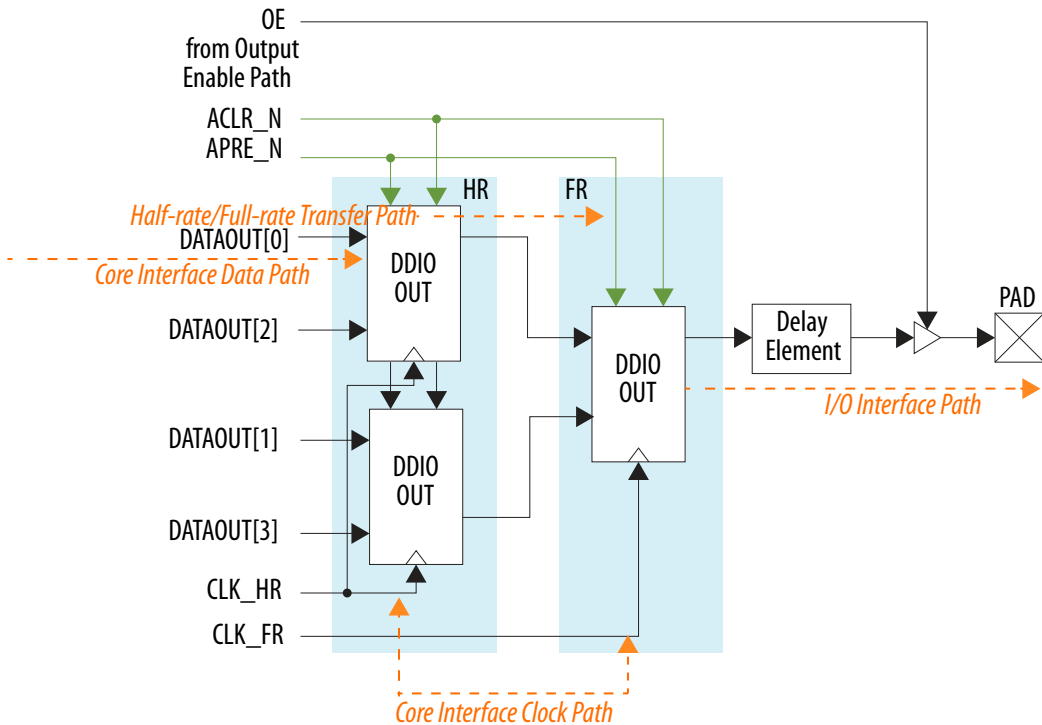 OE
from Output
Enable Path
ACLR_N
APRE_N
HR
FR
Half-rate/Full-rate Transfer Path
DATAOUT[0]
Core Interface Data Path
DDIO
OUT
DATAOUT[2]
PAD
Delay
Element
DDIO
OUT
I/O Interface Path
DATAOUT[1]
DDIO
OUT
DATAOUT[3]
CLK_HR
CLK_FR
Core Interface Clock Path